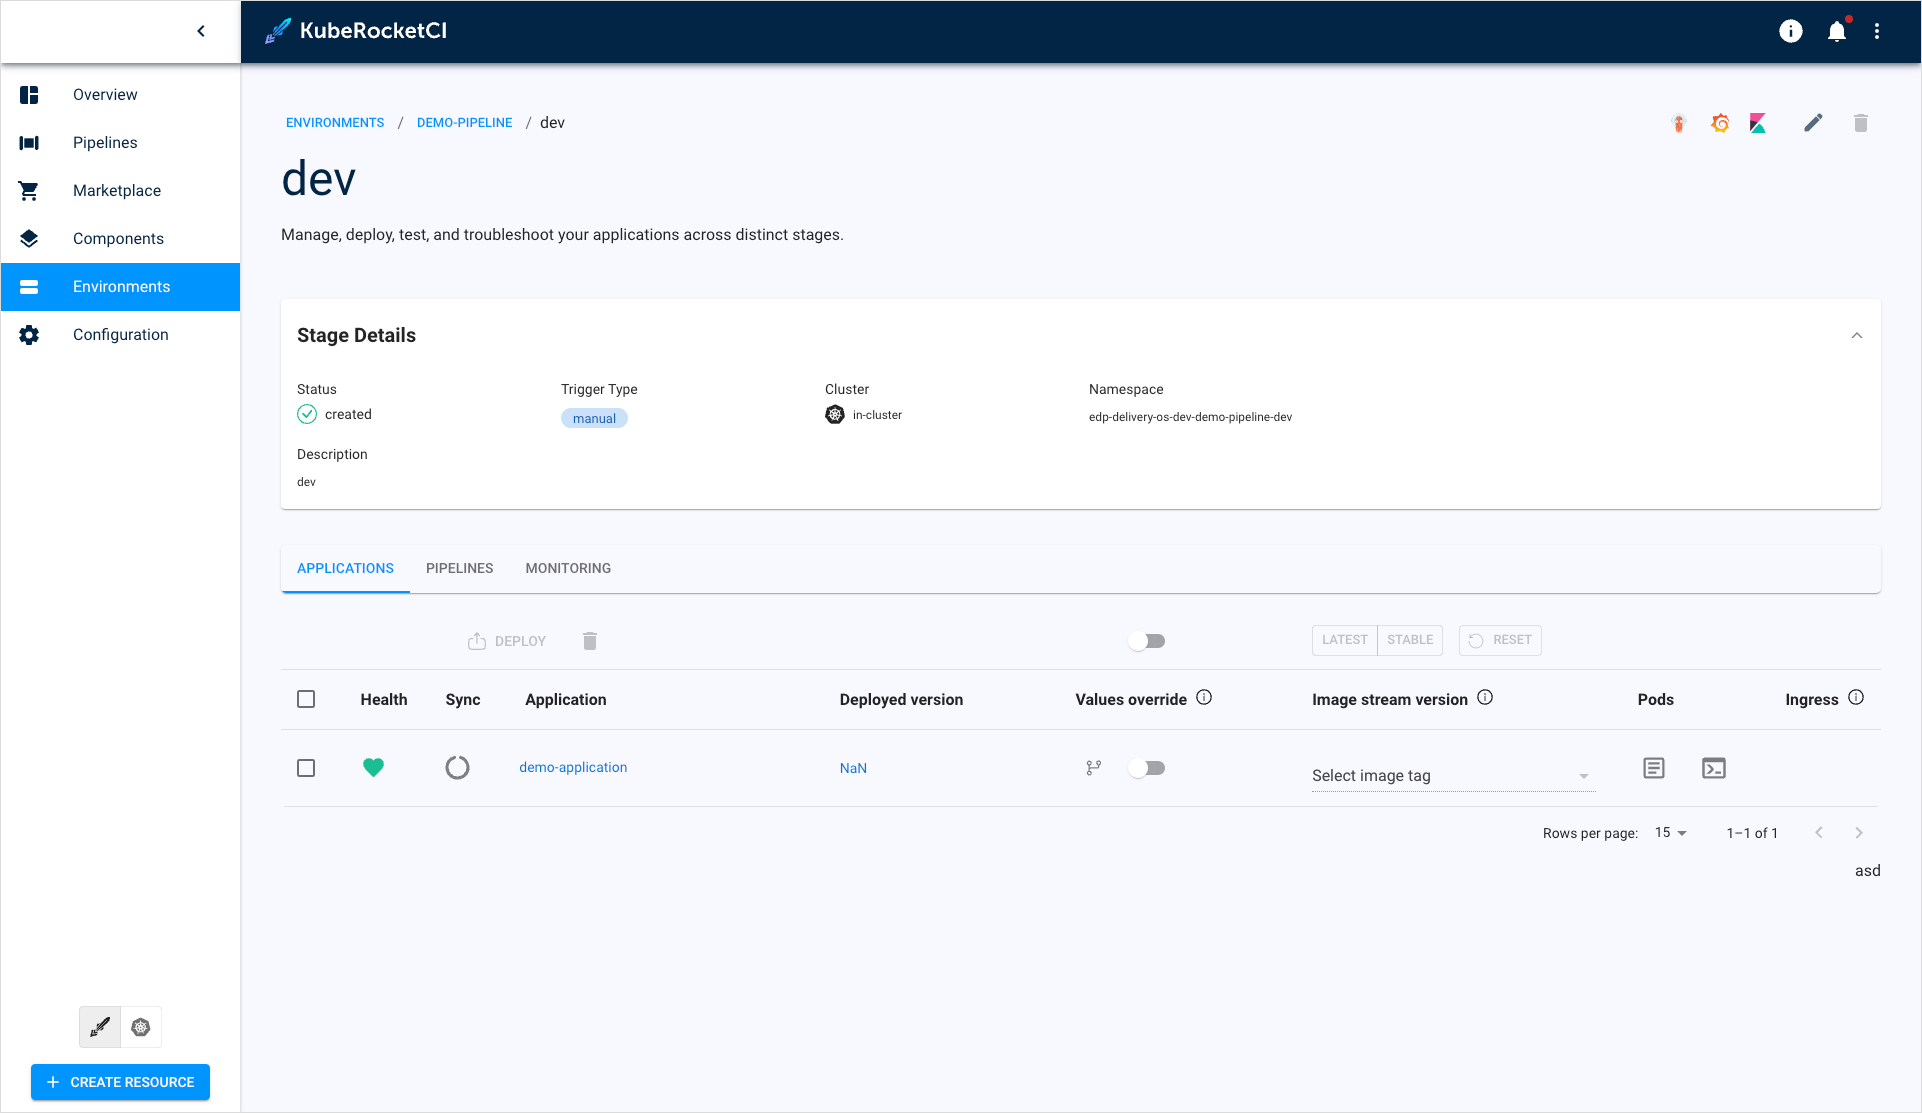 KubeRocketCI
Overview
Pipelines
Marketplace
Components
Environments
Configuration
CREATE RESOURCE
ENVIRONMENTS / DEMO-PIPELINE / dev
dev
Manage, deploy, test, and troubleshoot your applications across distinct stages.
Stage Details
Status Trigger Type Cluster Namespace
created manual in-cluster edp-delivery-os-dev-demo-pipeline-dev
Description
dev
APPLICATIONS PIPELINES MONITORING
DEPLOY LATEST STABLE RESET
Health Sync Application Deployed version Values override Image stream version Pods Ingress
demo-application NaN Select image tag
Rows per page: 15 1–1 of 1
asd